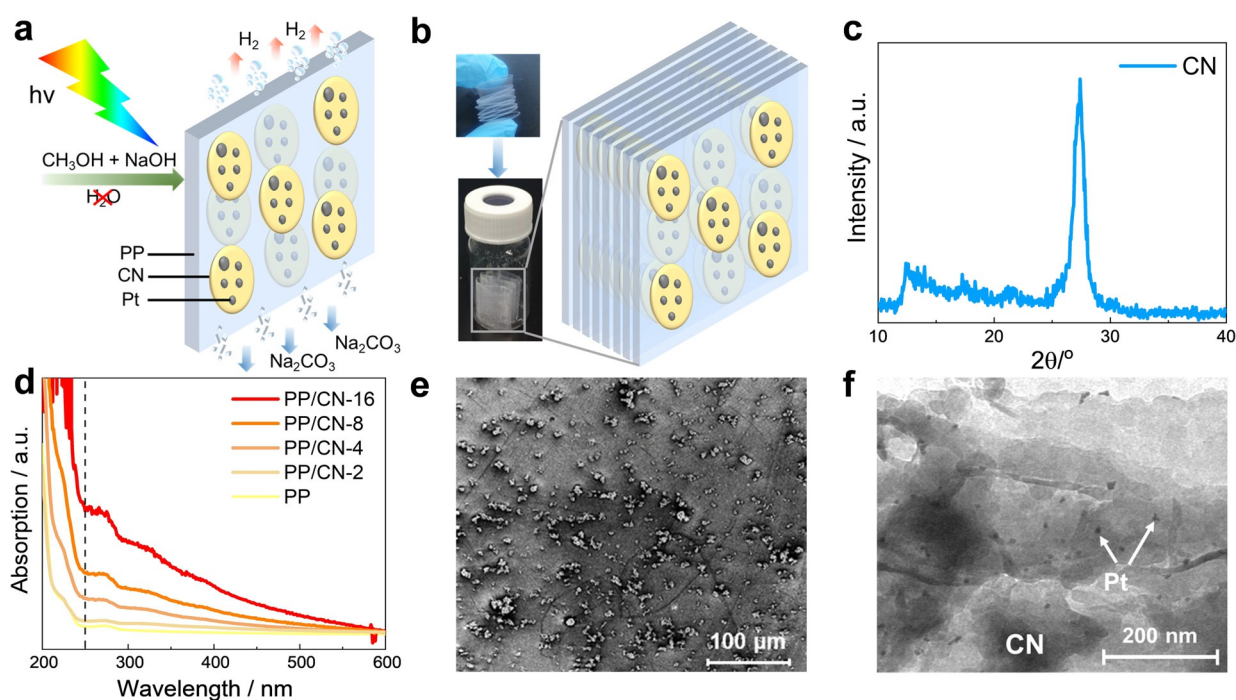 a
H₂ H₂
hv
CH₃OH + NaOH
H₂O
PP
CN
Pt
Na₂CO₃
Na₂CO₃
b
c
CN
Intensity / a.u.
10 20 30 40
2θ/º
d
PP/CN-16
PP/CN-8
PP/CN-4
PP/CN-2
PP
Absorption / a.u.
200 300 400 500 600
Wavelength / nm
e
100 μm
f
Pt
CN
200 nm